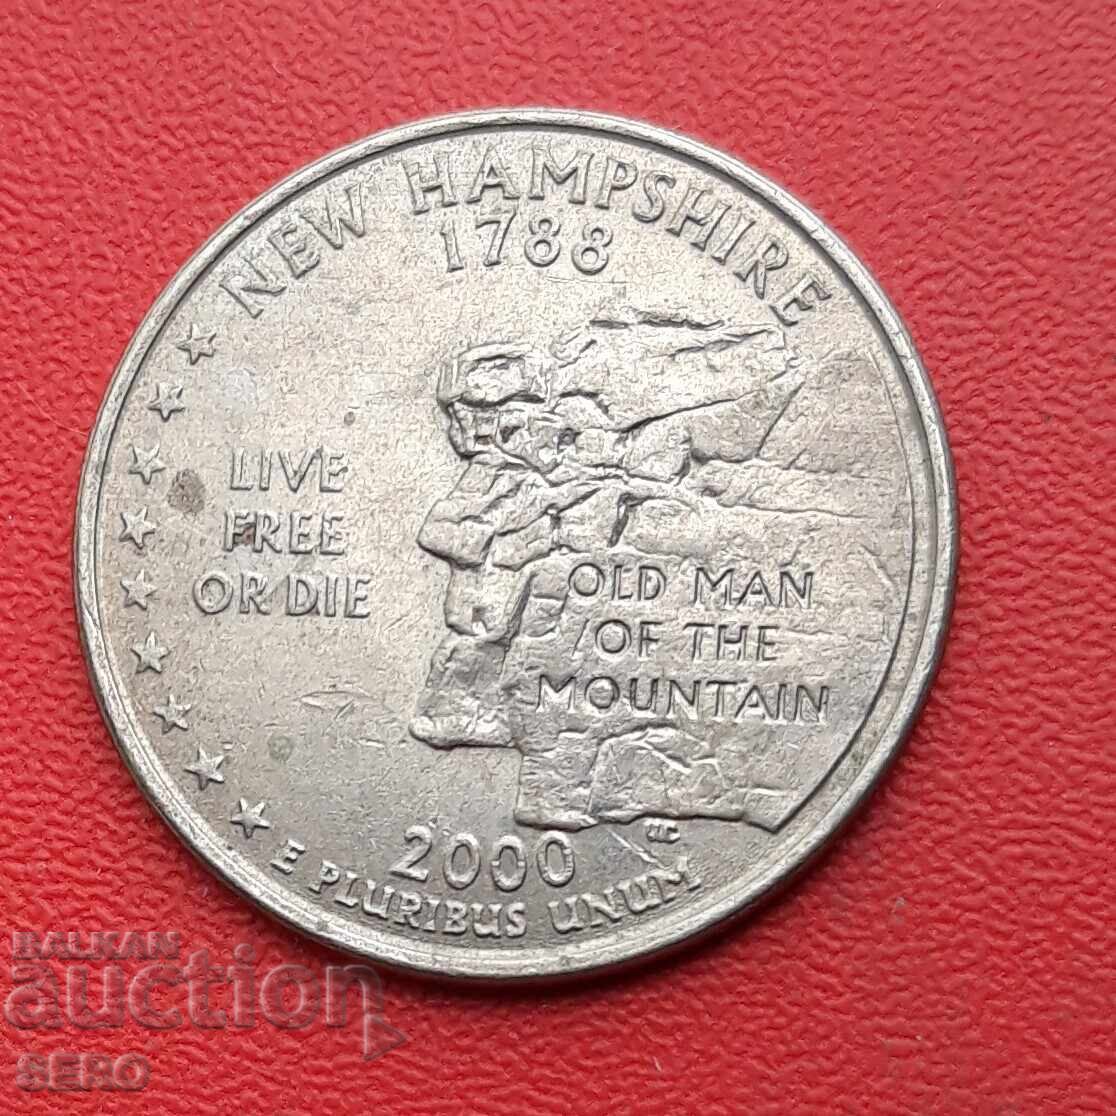 NEW HAMPSHIRE
1788
LIVE
FREE
OR DIE
OLD MAN
OF THE
MOUNTAIN
2000
E PLURIBUS UNUM
BALKAN
auction
SERO